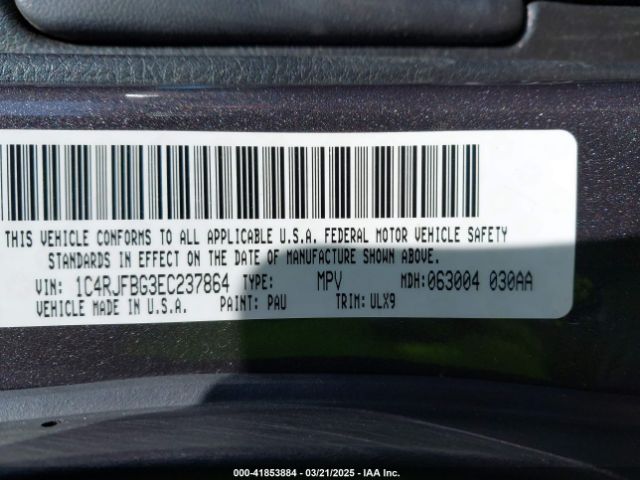 THIS VEHICLE CONFORMS TO ALL APPLICABLE U.S.A. FEDERAL MOTOR VEHICLE SAFETY
STANDARDS IN EFFECT ON THE DATE OF MANUFACTURE SHOWN ABOVE.
VIN: 1C4RJFBG3EC237864 TYPE: MPV MDH:063004 030AA
VEHICLE MADE IN U.S.A. PAINT: PAU TRIM: ULX9
000-41853884 | 03/21/2025 | IAA Inc.